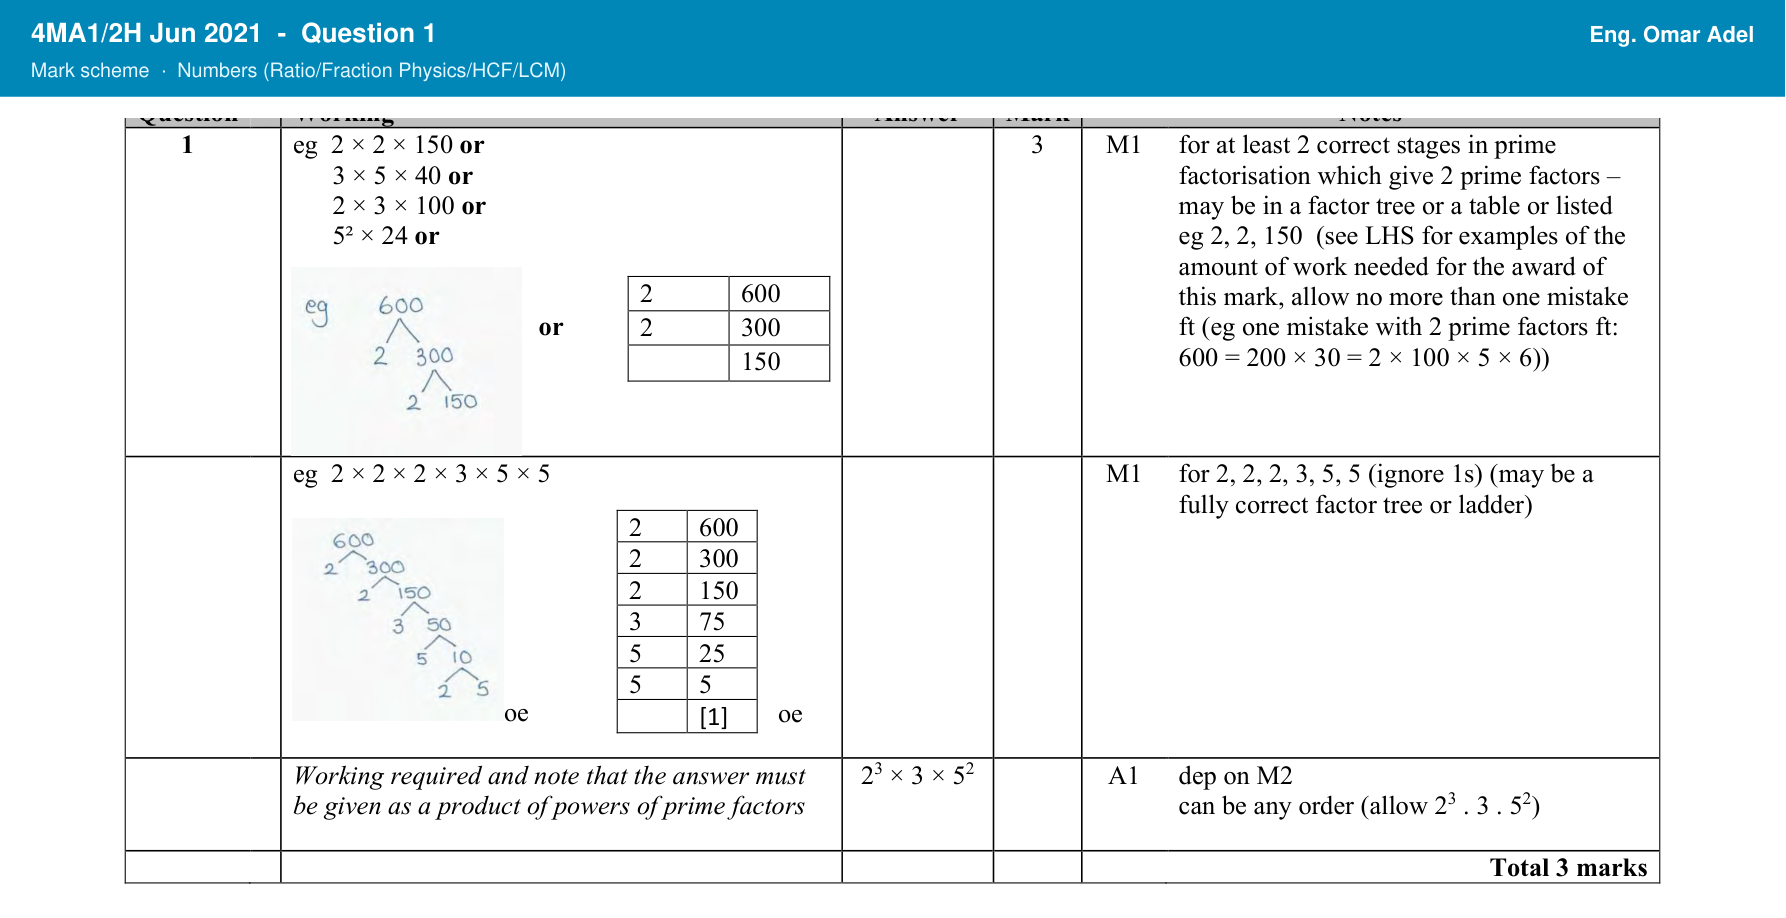 4MA1/2H Jun 2021 - Question 1
Eng. Omar Adel
Mark scheme · Numbers (Ratio/Fraction Physics/HCF/LCM)
Question Working Answer Mark Notes
1 eg 2 × 2 × 150 or 3 M1 for at least 2 correct stages in prime
3 × 5 × 40 or factorisation which give 2 prime factors –
2 × 3 × 100 or may be in a factor tree or a table or listed
5² × 24 or eg 2, 2, 150 (see LHS for examples of the
amount of work needed for the award of
this mark, allow no more than one mistake
ft (eg one mistake with 2 prime factors ft:
600 = 200 × 30 = 2 × 100 × 5 × 6))
eg 600
2 300
2 150
or
2 600
2 300
150
eg 2 × 2 × 2 × 3 × 5 × 5 M1 for 2, 2, 2, 3, 5, 5 (ignore 1s) (may be a
fully correct factor tree or ladder)
600
2 300
2 150
3 50
5 10
2 5
oe
2 600
2 300
2 150
3 75
5 25
5 5
[1]
oe
Working required and note that the answer must 2³ × 3 × 5² A1 dep on M2
be given as a product of powers of prime factors can be any order (allow 2³ . 3 . 5²)
Total 3 marks